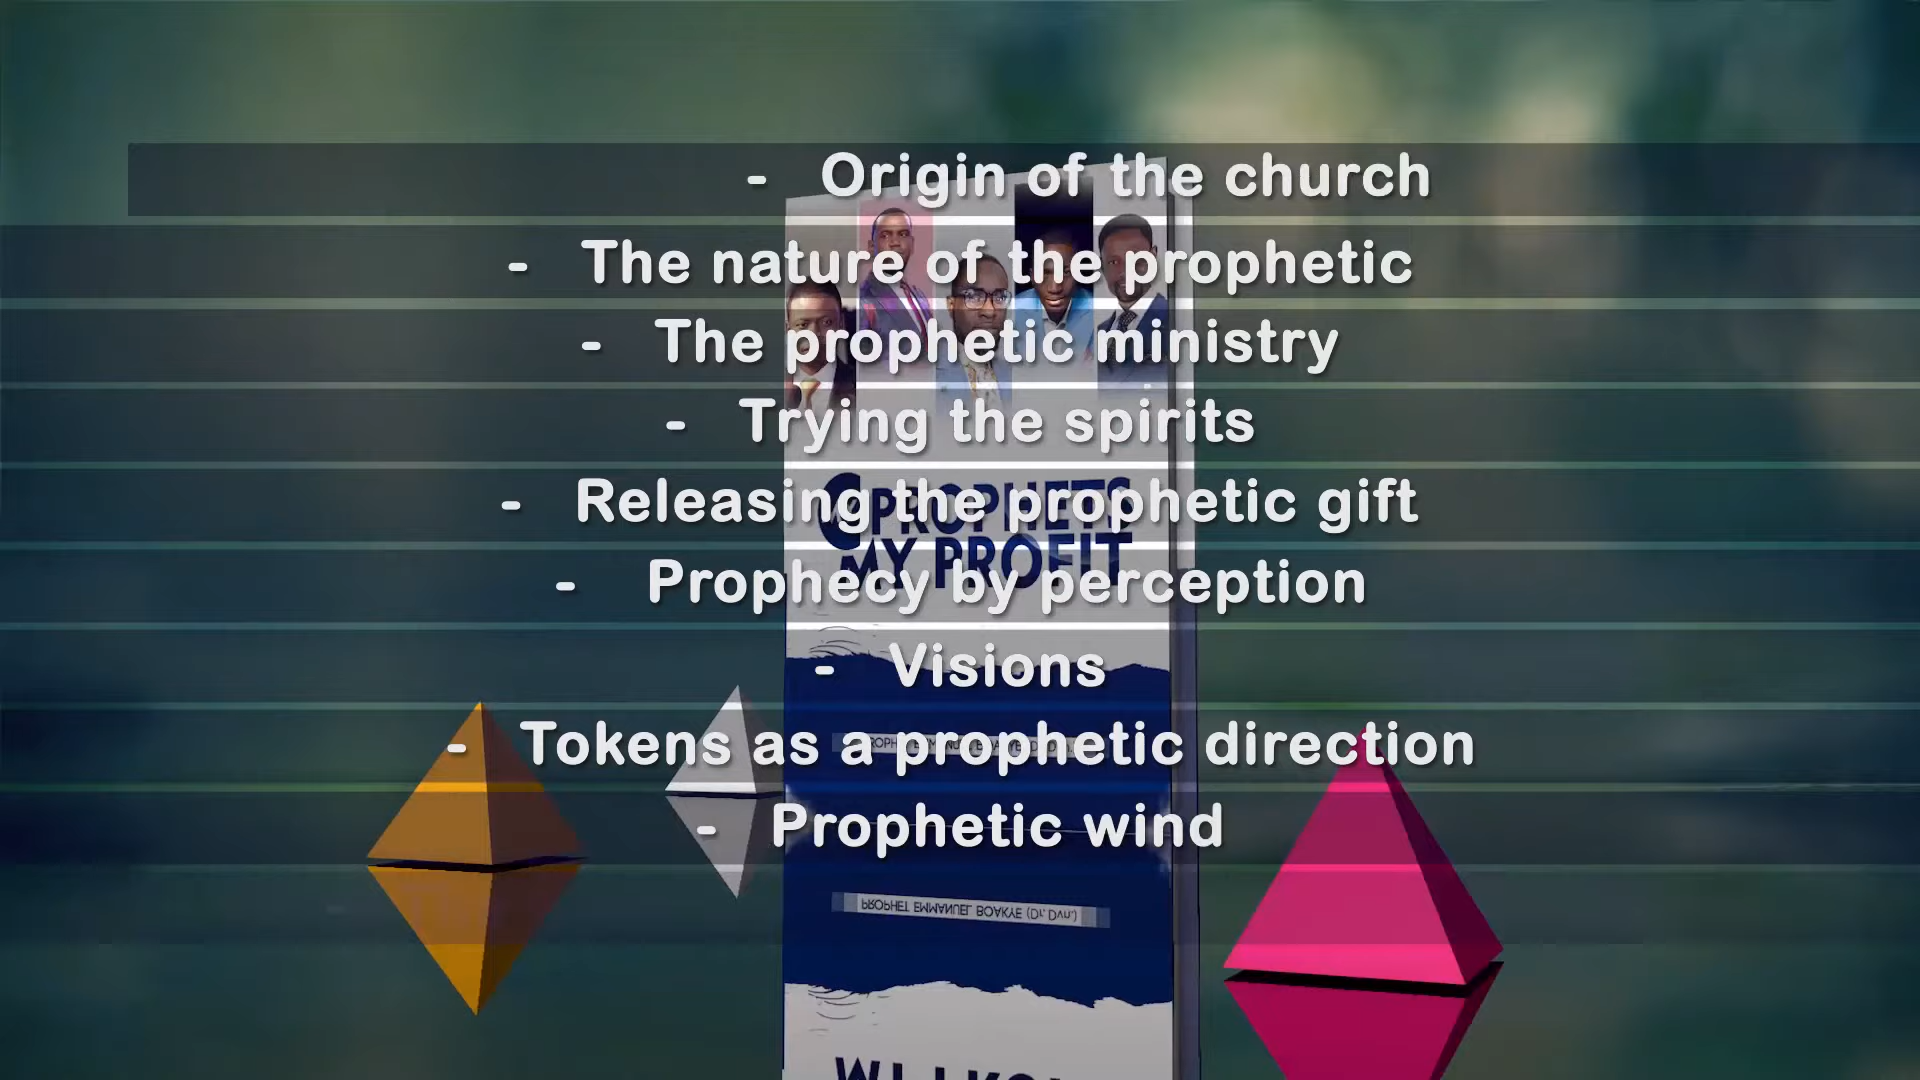 - Origin of the church
- The nature of the prophetic
- The prophetic ministry
- Trying the spirits
- Releasing the prophetic gift
- Prophecy by perception
- Visions
- Tokens as a prophetic direction
- Prophetic wind
PROPHETS
MY PROFIT
PROPHET EMMANUEL BOAKYE (Dr. Dvn.)